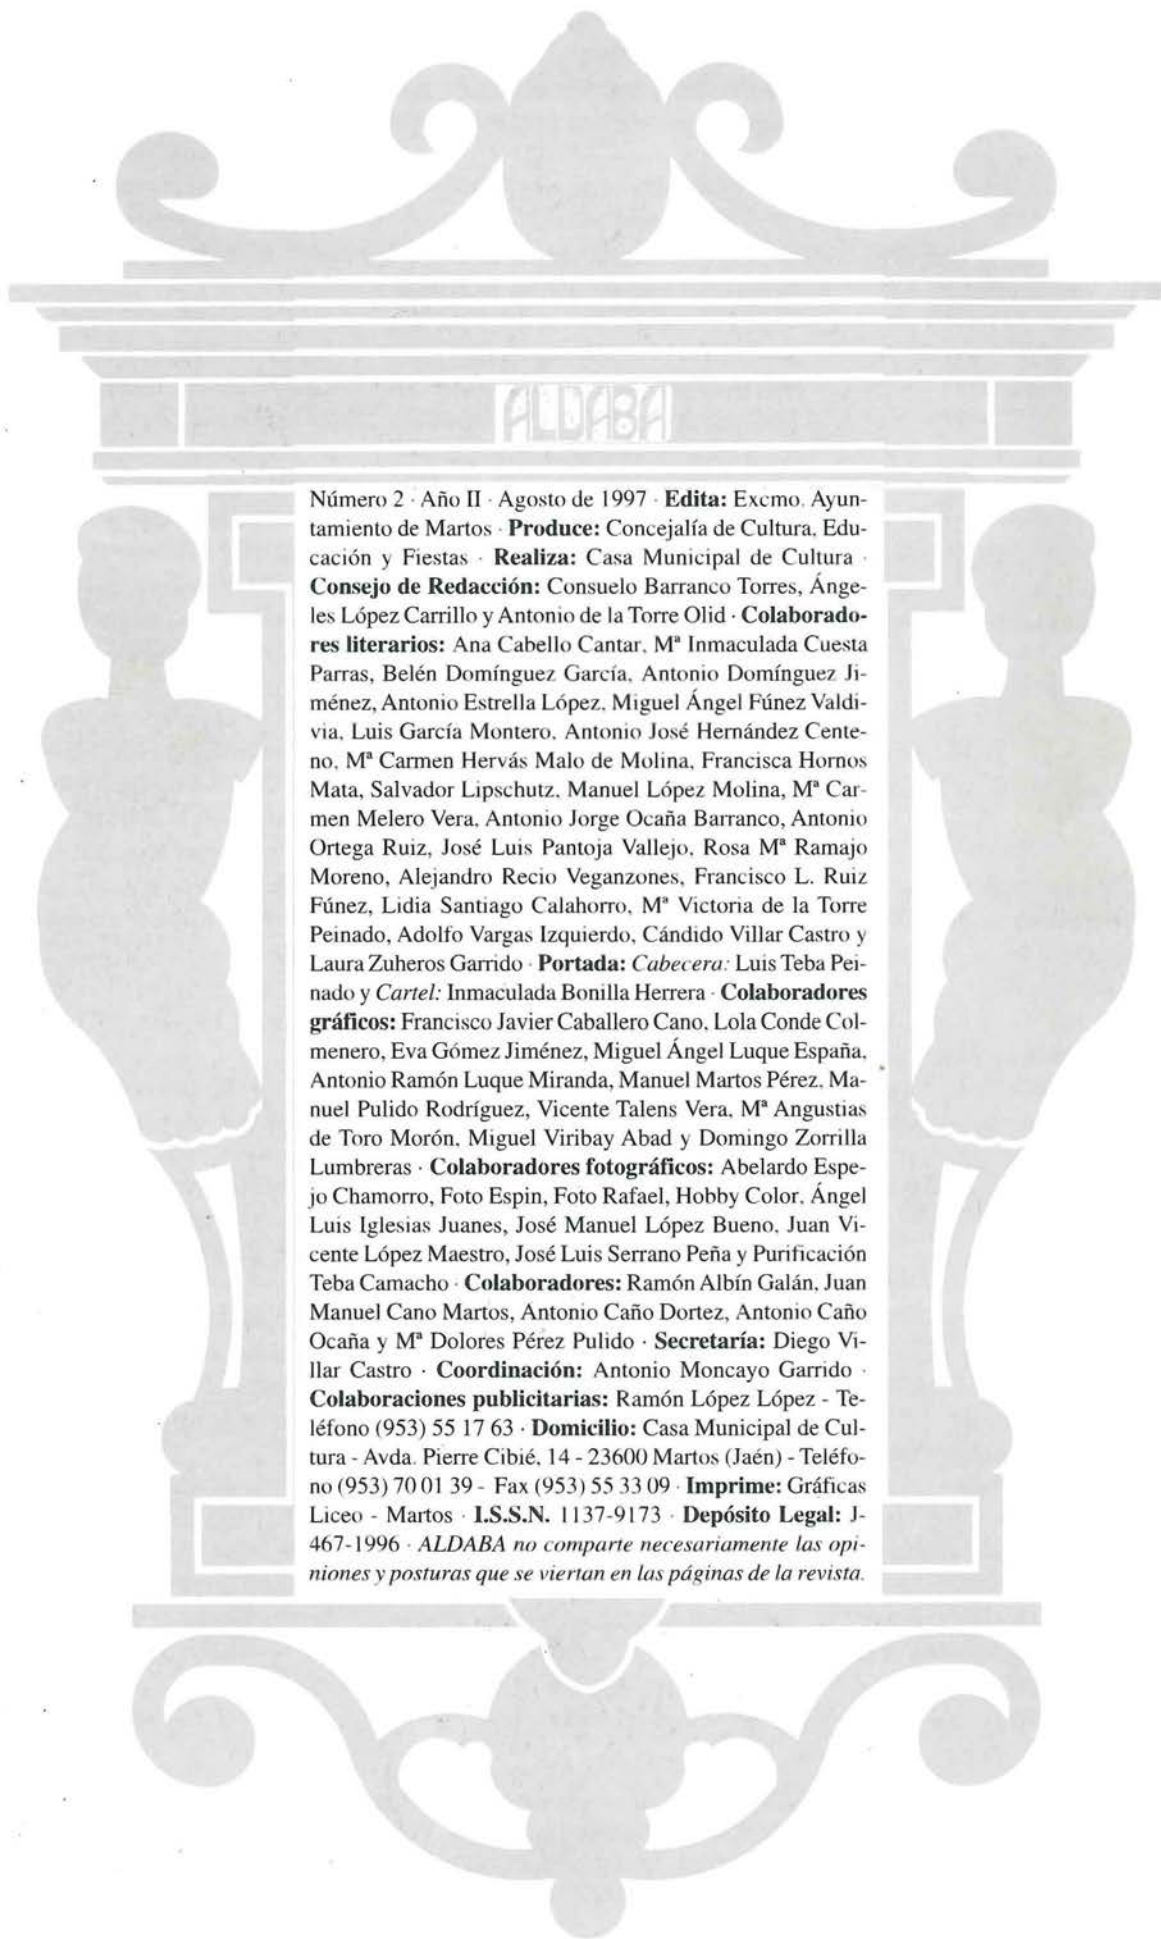 ALDABA
Número 2 · Año II · Agosto de 1997 · Edita: Excmo. Ayun-
tamiento de Martos · Produce: Concejalía de Cultura, Edu-
cación y Fiestas · Realiza: Casa Municipal de Cultura ·
Consejo de Redacción: Consuelo Barranco Torres, Ánge-
les López Carrillo y Antonio de la Torre Olid · Colaborado-
res literarios: Ana Cabello Cantar, Mª Inmaculada Cuesta
Parras, Belén Domínguez García, Antonio Domínguez Ji-
ménez, Antonio Estrella López, Miguel Ángel Fúnez Valdi-
via, Luis García Montero, Antonio José Hernández Cente-
no, Mª Carmen Hervás Malo de Molina, Francisca Hornos
Mata, Salvador Lipschutz, Manuel López Molina, Mª Car-
men Melero Vera, Antonio Jorge Ocaña Barranco, Antonio
Ortega Ruiz, José Luis Pantoja Vallejo, Rosa Mª Ramajo
Moreno, Alejandro Recio Veganzones, Francisco L. Ruiz
Fúnez, Lidia Santiago Calahorro, Mª Victoria de la Torre
Peinado, Adolfo Vargas Izquierdo, Cándido Villar Castro y
Laura Zuheros Garrido · Portada: Cabecera: Luis Teba Pei-
nado y Cartel: Inmaculada Bonilla Herrera · Colaboradores
gráficos: Francisco Javier Caballero Cano, Lola Conde Col-
menero, Eva Gómez Jiménez, Miguel Ángel Luque España,
Antonio Ramón Luque Miranda, Manuel Martos Pérez, Ma-
nuel Pulido Rodríguez, Vicente Talens Vera, Mª Angustias
de Toro Morón, Miguel Viribay Abad y Domingo Zorrilla
Lumbreras · Colaboradores fotográficos: Abelardo Espe-
jo Chamorro, Foto Espin, Foto Rafael, Hobby Color, Ángel
Luis Iglesias Juanes, José Manuel López Bueno, Juan Vi-
cente López Maestro, José Luis Serrano Peña y Purificación
Teba Camacho · Colaboradores: Ramón Albín Galán, Juan
Manuel Cano Martos, Antonio Caño Dortez, Antonio Caño
Ocaña y Mª Dolores Pérez Pulido · Secretaría: Diego Vi-
llar Castro · Coordinación: Antonio Moncayo Garrido ·
Colaboraciones publicitarias: Ramón López López - Te-
léfono (953) 55 17 63 · Domicilio: Casa Municipal de Cul-
tura - Avda. Pierre Cibié, 14 - 23600 Martos (Jaén) - Teléfo-
no (953) 70 01 39 - Fax (953) 55 33 09 · Imprime: Gráficas
Liceo - Martos · I.S.S.N. 1137-9173 · Depósito Legal: J-
467-1996 · ALDABA no comparte necesariamente las opi-
niones y posturas que se viertan en las páginas de la revista.